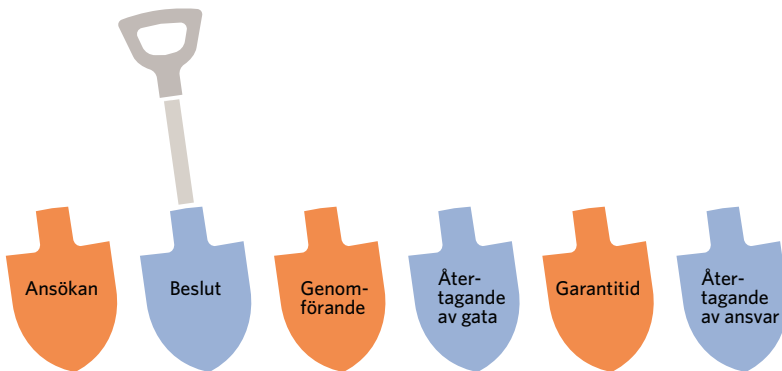 Ansökan
Beslut
Genom-
förande
Åter-
tagande
av gata
Garantitid
Åter-
tagande
av ansvar